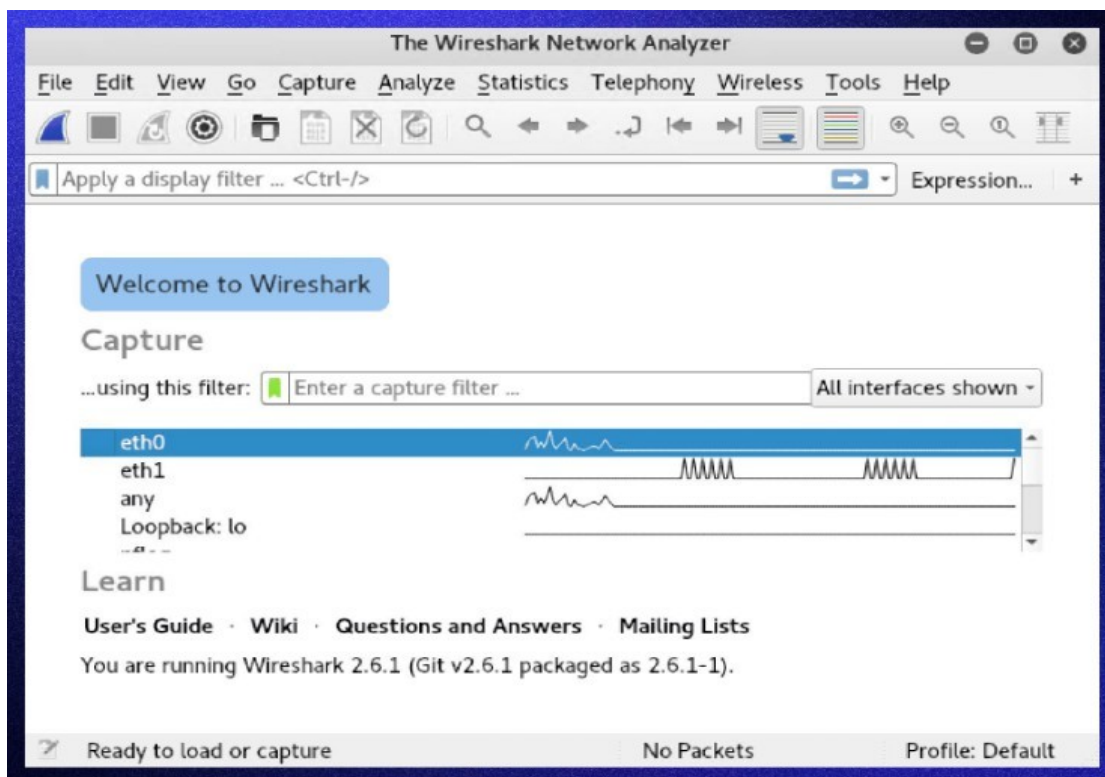 The Wireshark Network Analyzer
File Edit View Go Capture Analyze Statistics Telephony Wireless Tools Help
Apply a display filter ... <Ctrl-/> Expression... +
Welcome to Wireshark
Capture
...using this filter: Enter a capture filter ... All interfaces shown
eth0
eth1
any
Loopback: lo
Learn
User's Guide · Wiki · Questions and Answers · Mailing Lists
You are running Wireshark 2.6.1 (Git v2.6.1 packaged as 2.6.1-1).
Ready to load or capture No Packets Profile: Default